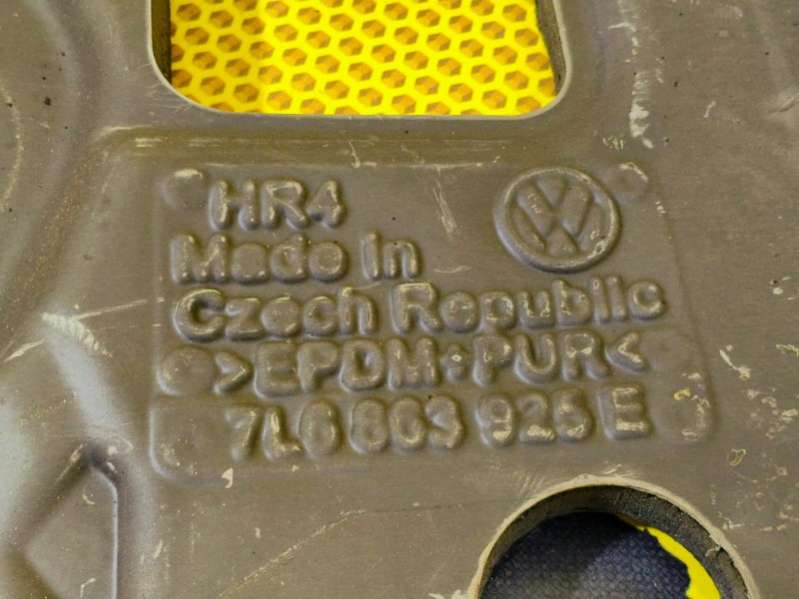 HR4
Made In
Czech Republic
>EPDM+PUR<
7L6 863 925 E